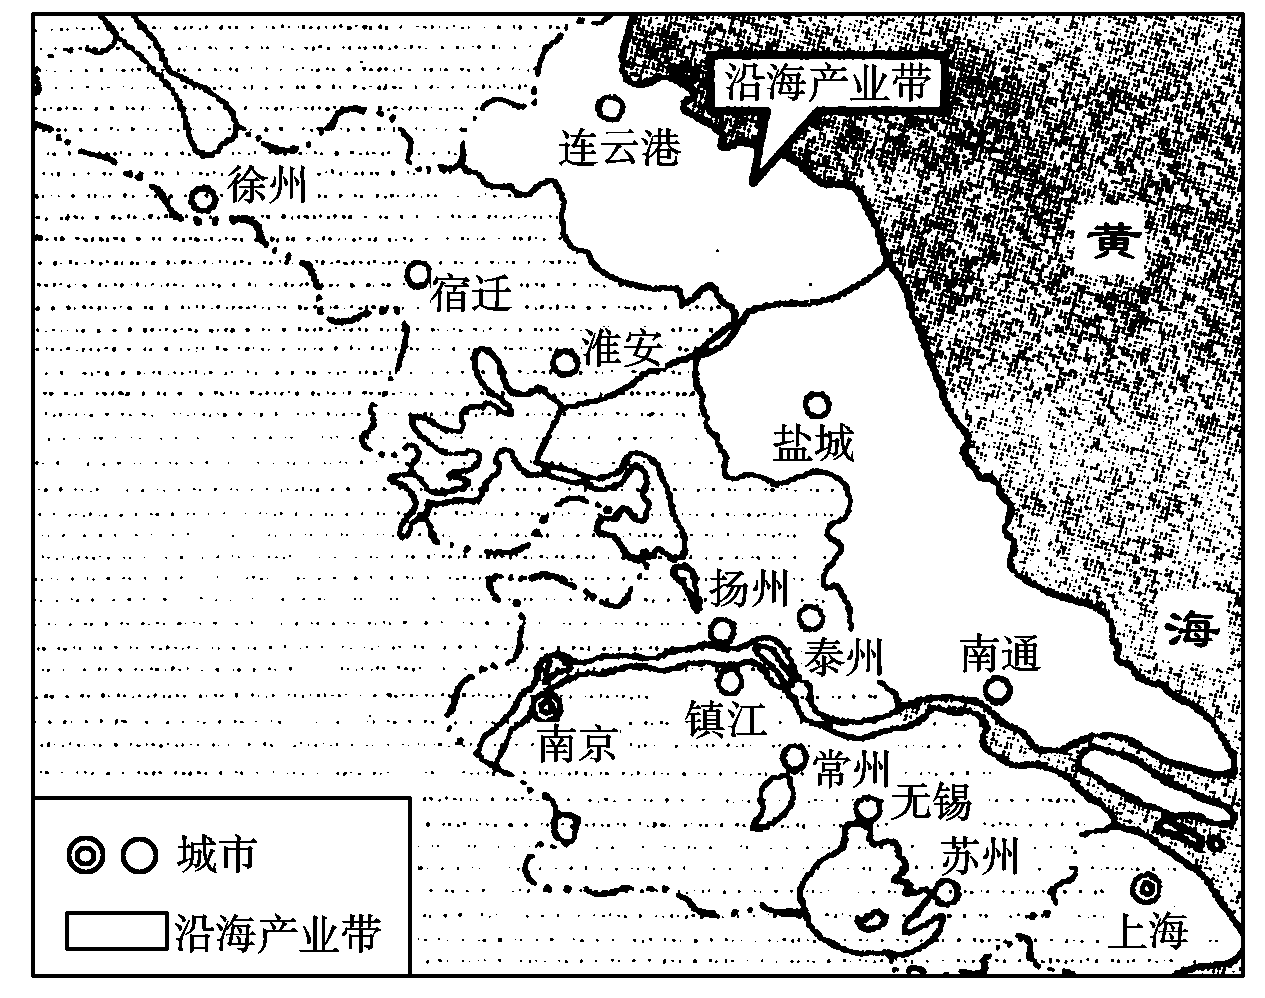 沿海产业带
连云港
徐州
黄
宿迁
淮安
盐城
扬州
海
泰州
南通
镇江
南京
常州
无锡
苏州
上海
城市
沿海产业带